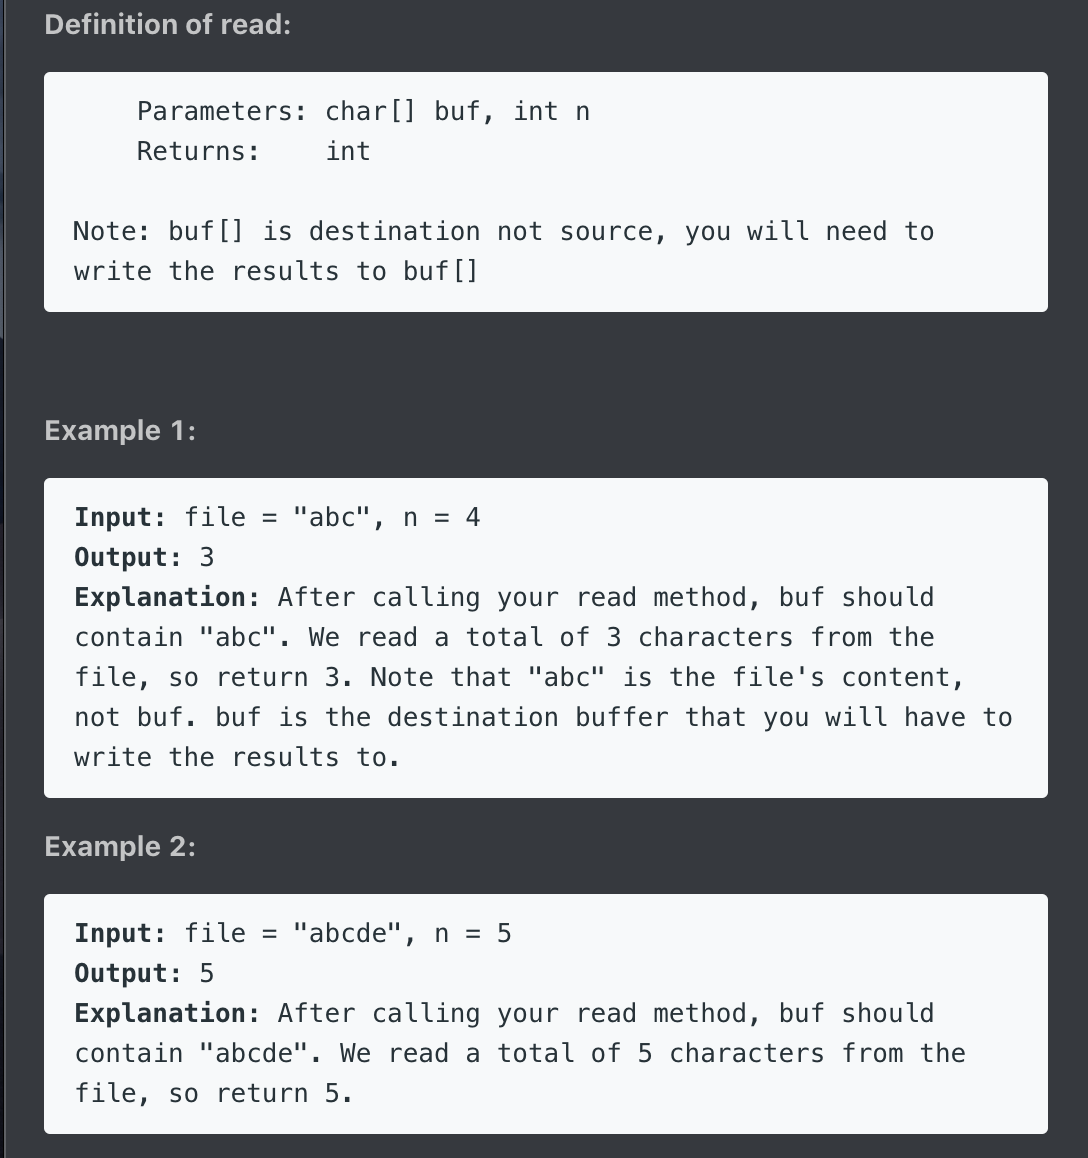 Definition of read:
Parameters: char[] buf, int n
Returns:    int
Note: buf[] is destination not source, you will need to
write the results to buf[]
Example 1:
Input: file = "abc", n = 4
Output: 3
Explanation: After calling your read method, buf should
contain "abc". We read a total of 3 characters from the
file, so return 3. Note that "abc" is the file's content,
not buf. buf is the destination buffer that you will have to
write the results to.
Example 2:
Input: file = "abcde", n = 5
Output: 5
Explanation: After calling your read method, buf should
contain "abcde". We read a total of 5 characters from the
file, so return 5.